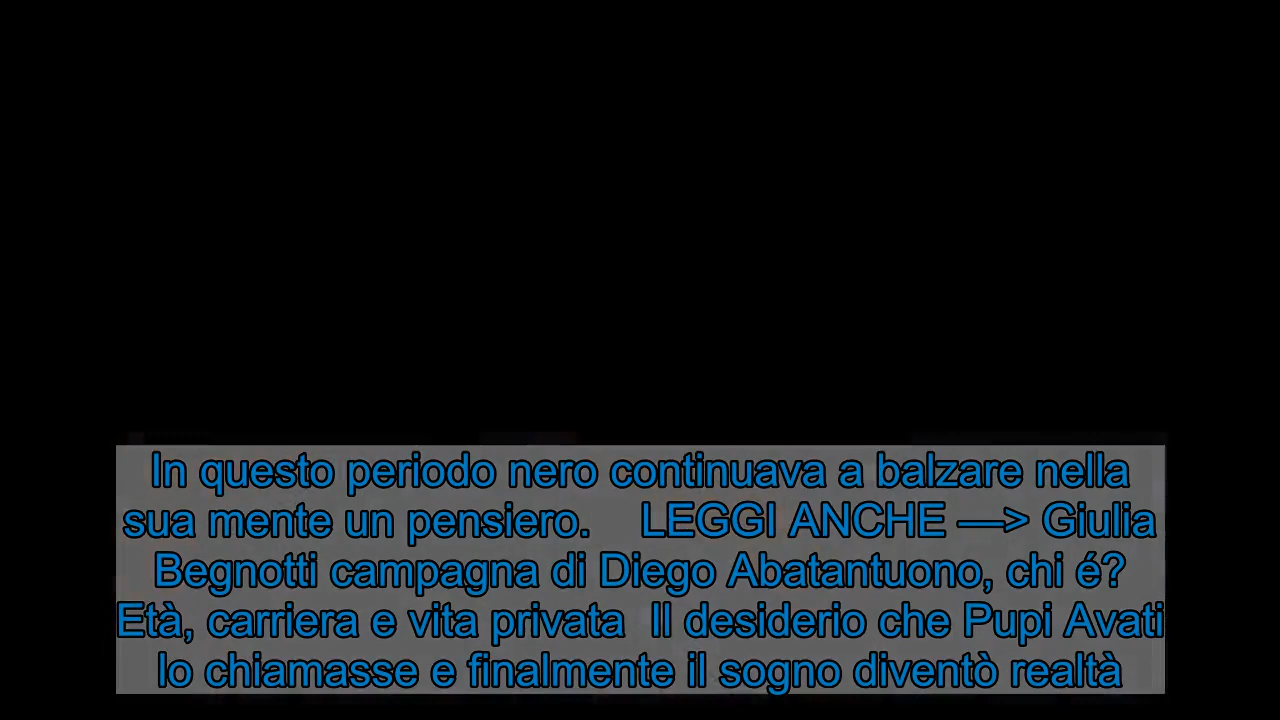 In questo periodo nero continuava a balzare nella
sua mente un pensiero.    LEGGI ANCHE —> Giulia
Begnotti campagna di Diego Abatantuono, chi é?
Età, carriera e vita privata  Il desiderio che Pupi Avati
lo chiamasse e finalmente il sogno diventò realtà